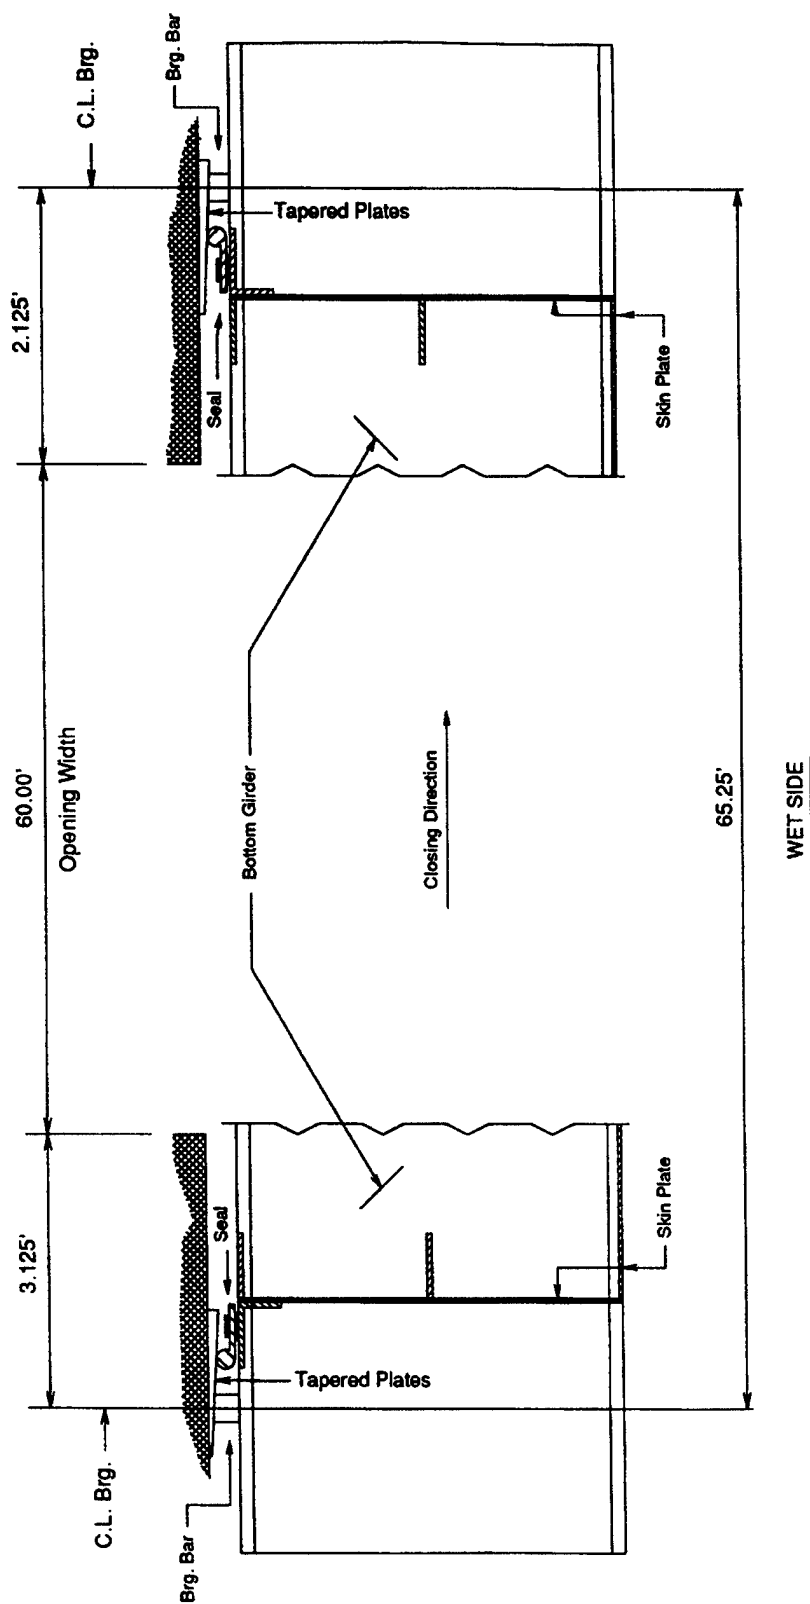 C.L. Brg.
3.125'
60.00'
Opening Width
2.125'
C.L. Brg.
Brg. Bar
Tapered Plates
Seal
Seal
Tapered Plates
Brg. Bar
Bottom Girder
Closing Direction
Skin Plate
Skin Plate
65.25'
WET SIDE